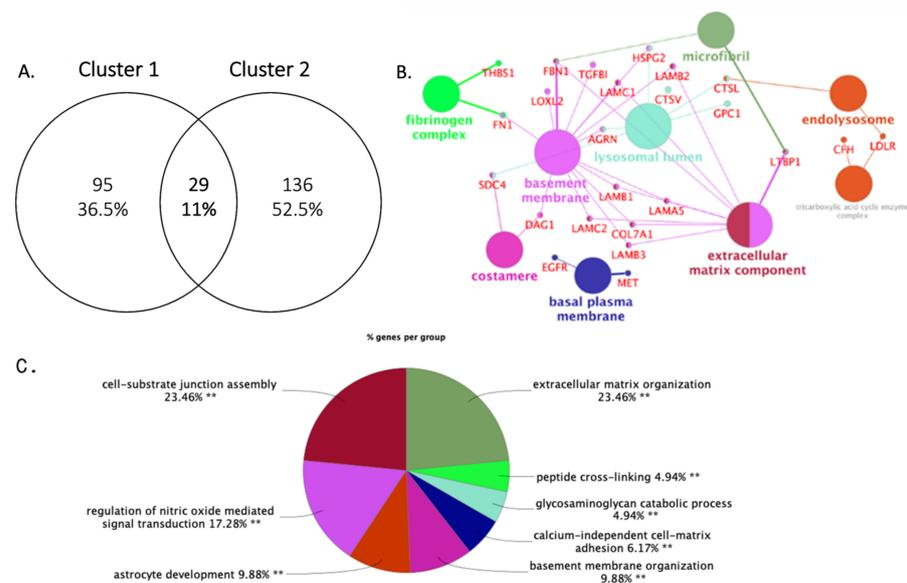 A.
Cluster 1
Cluster 2
95
36.5%
29
11%
136
52.5%
B.
microfibril
HSPG2
THBS1
FBN1
TGFBI
LAMB2
LAMC1
CTSL
LOXL2
CTSV
GPC1
fibrinogen
complex
FN1
AGRN
endolysosome
lysosomal lumen
CFH
LDLR
LTBP1
basement
membrane
SDC4
LAMB1
LAMA5
tricarboxylic acid cycle enzyme
complex
DAG1
LAMC2
COL7A1
LAMB3
extracellular
matrix component
costamere
EGFR
MET
basal plasma
membrane
% genes per group
C.
cell-substrate junction assembly
23.46% **
extracellular matrix organization
23.46% **
peptide cross-linking 4.94% **
glycosaminoglycan catabolic process
4.94% **
regulation of nitric oxide mediated
signal transduction 17.28% **
calcium-independent cell-matrix
adhesion 6.17% **
astrocyte development 9.88% **
basement membrane organization
9.88% **